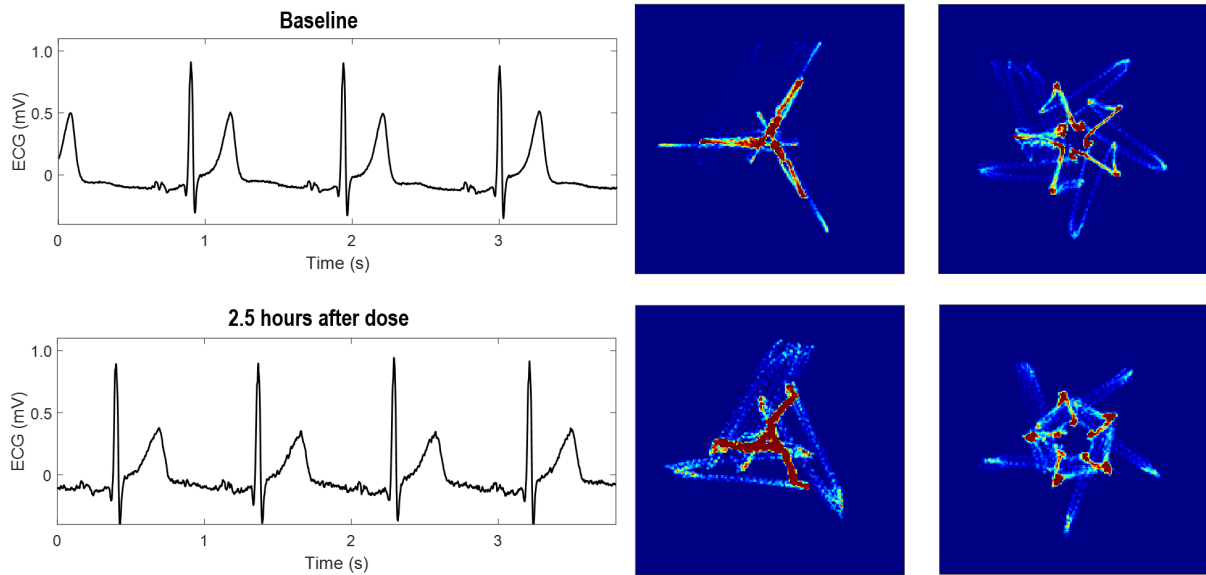 Baseline
1.0
0.5
0
ECG (mV)
0 1 2 3
Time (s)
2.5 hours after dose
1.0
0.5
0
ECG (mV)
0 1 2 3
Time (s)